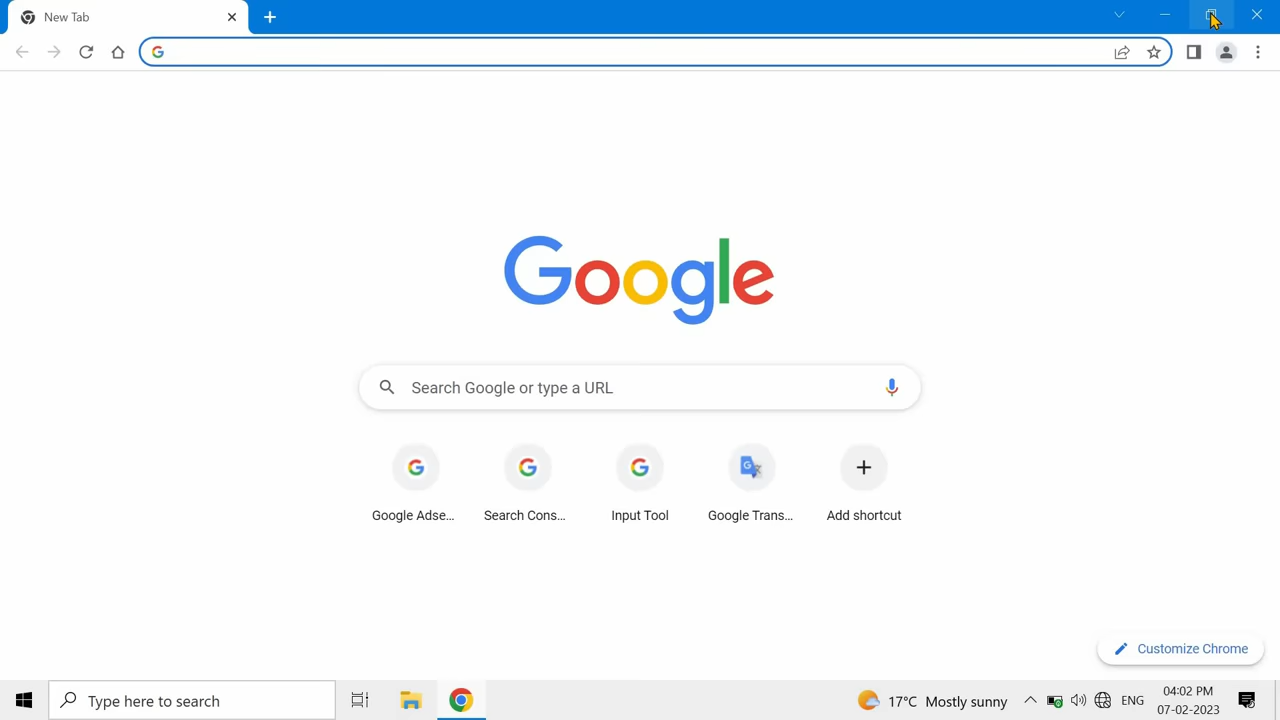 New Tab
Google
Search Google or type a URL
Google Adse...
Search Cons...
Input Tool
Google Trans...
Add shortcut
Customize Chrome
Type here to search
17°C Mostly sunny
ENG
04:02 PM
07-02-2023